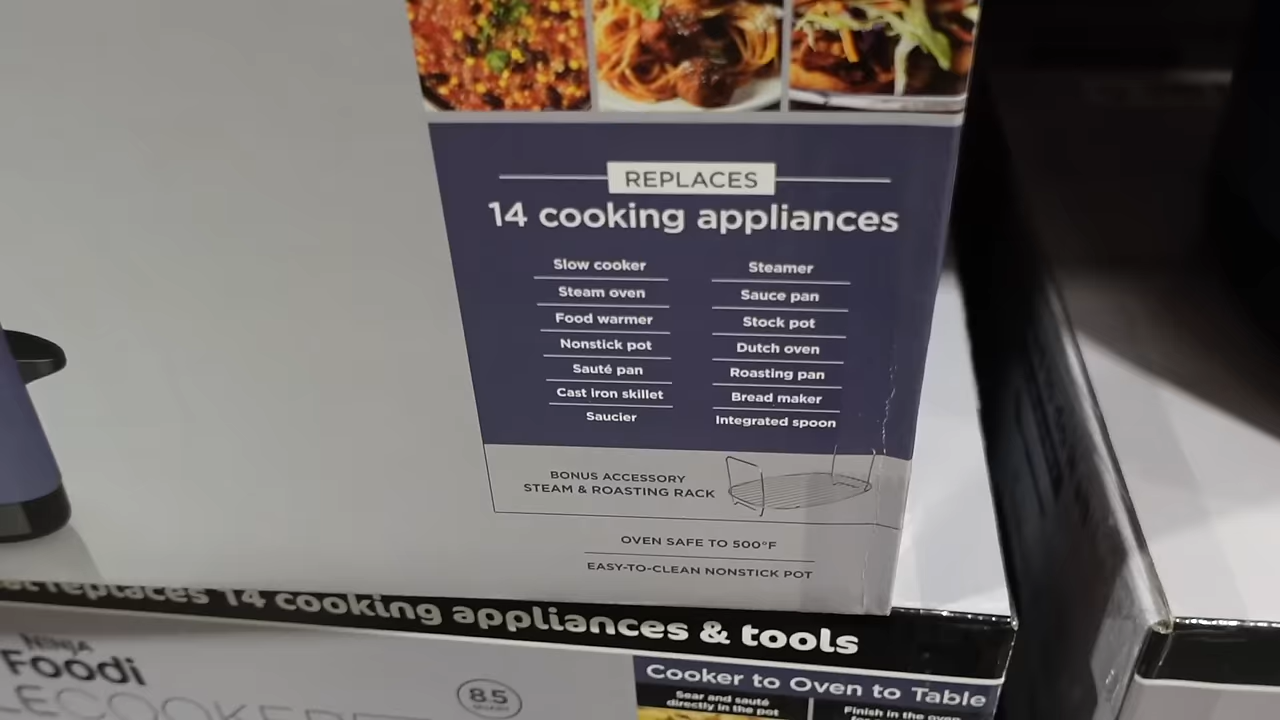 REPLACES
14 cooking appliances
Slow cooker
Steam oven
Food warmer
Nonstick pot
Sauté pan
Cast iron skillet
Saucier
Steamer
Sauce pan
Stock pot
Dutch oven
Roasting pan
Bread maker
Integrated spoon
BONUS ACCESSORY
STEAM & ROASTING RACK
OVEN SAFE TO 500°F
EASY-TO-CLEAN NONSTICK POT
replaces 14 cooking appliances & tools
NINJA
Foodi
8.5
Cooker to Oven to Table
Sear and sauté
directly in the pot
Finish in the oven